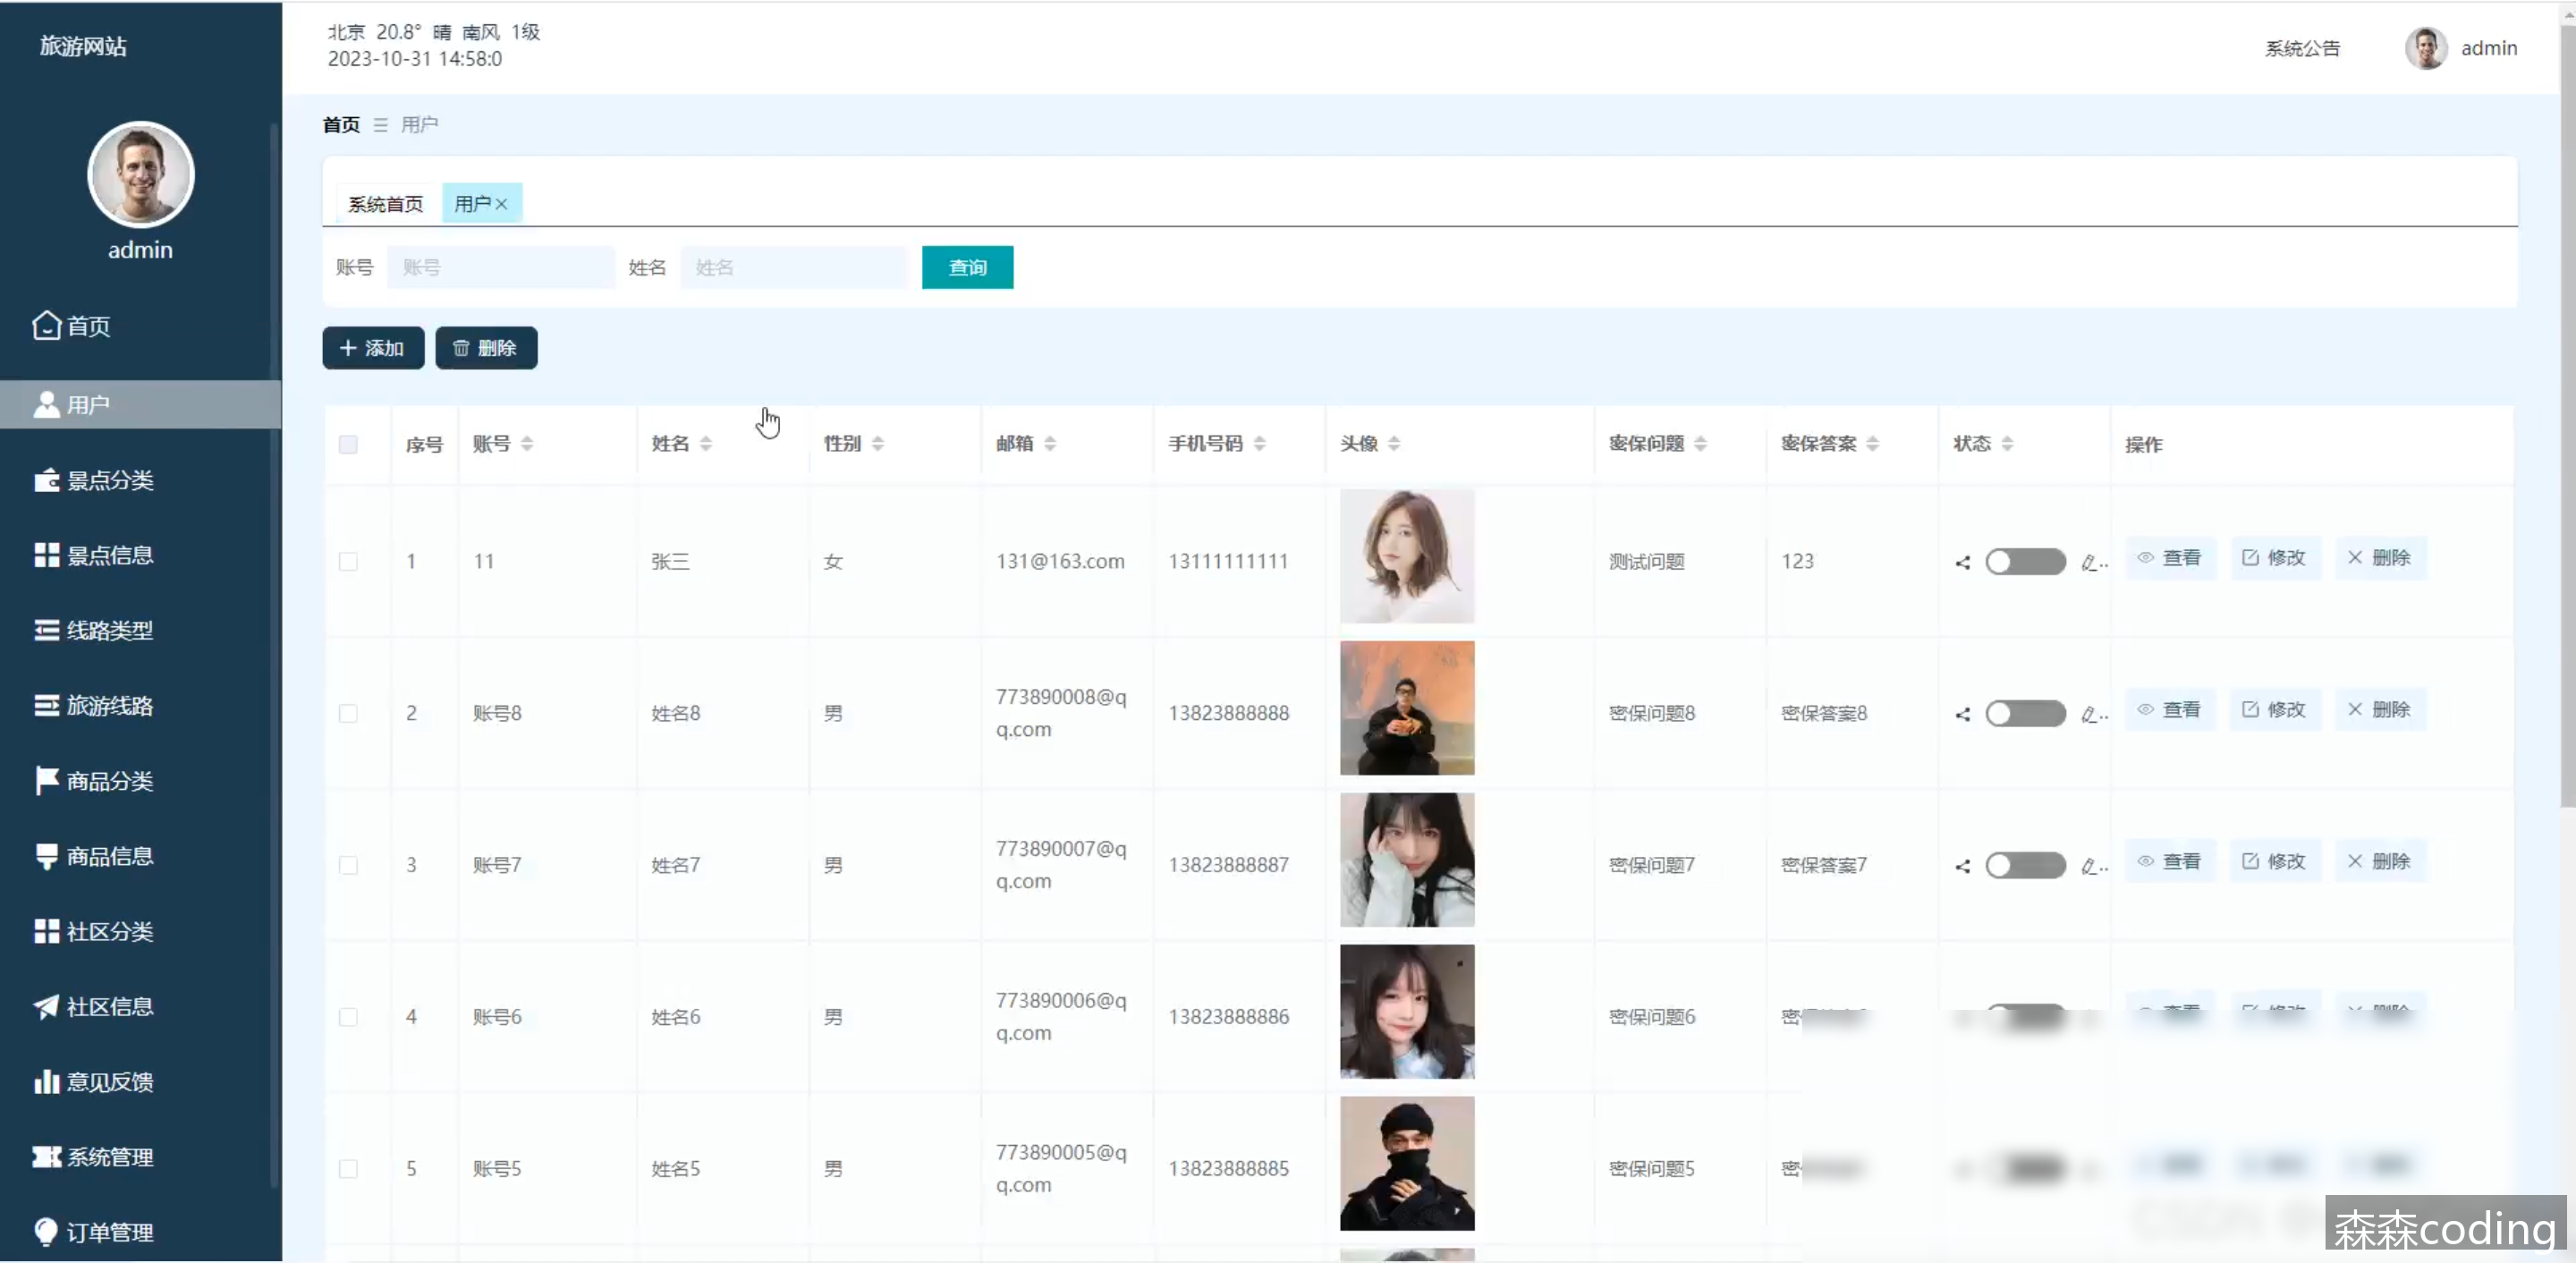 旅游网站
北京 20.8° 晴 南风 1级
2023-10-31 14:58:0
系统公告
admin
admin
首页
用户
景点分类
景点信息
线路类型
旅游线路
商品分类
商品信息
社区分类
社区信息
意见反馈
系统管理
订单管理
首页 用户
系统首页 用户
账号 账号 姓名 姓名 查询
添加 删除
序号 账号 姓名 性别 邮箱 手机号码 头像 密保问题 密保答案 状态 操作
1 11 张三 女 131@163.com 13111111111 测试问题 123 .. 查看 修改 删除
2 账号8 姓名8 男 773890008@q
q.com 13823888888 密保问题8 密保答案8 .. 查看 修改 删除
3 账号7 姓名7 男 773890007@q
q.com 13823888887 密保问题7 密保答案7 .. 查看 修改 删除
4 账号6 姓名6 男 773890006@q
q.com 13823888886 密保问题6 密
5 账号5 姓名5 男 773890005@q
q.com 13823888885 密保问题5 密
森森coding